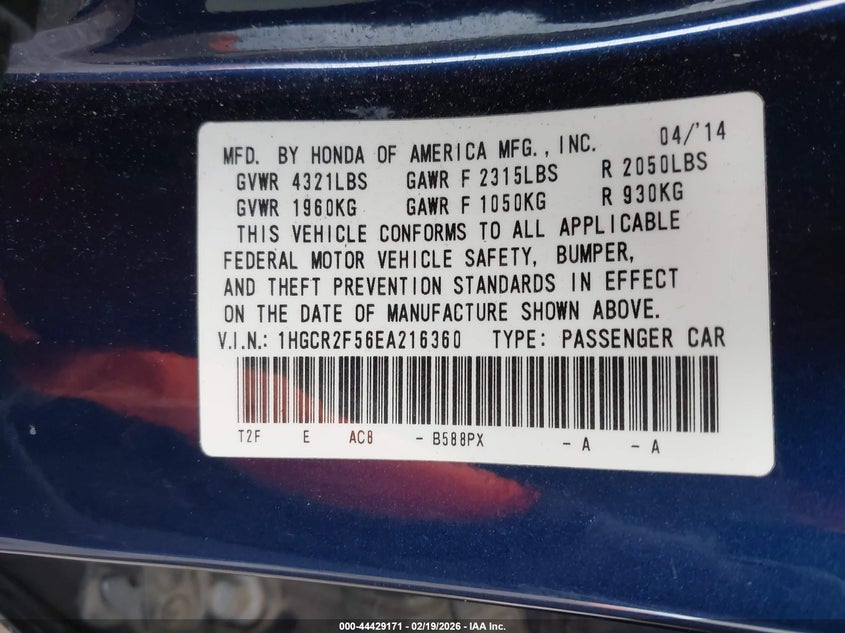 MFD. BY HONDA OF AMERICA MFG., INC. 04/'14
GVWR 4321LBS GAWR F 2315LBS R 2050LBS
GVWR 1960KG GAWR F 1050KG R 930KG
THIS VEHICLE CONFORMS TO ALL APPLICABLE
FEDERAL MOTOR VEHICLE SAFETY, BUMPER,
AND THEFT PREVENTION STANDARDS IN EFFECT
ON THE DATE OF MANUFACTURE SHOWN ABOVE.
V.I.N.: 1HGCR2F56EA216360 TYPE: PASSENGER CAR
T2F E AC8 - B588PX - A - A
000-44429171 | 02/19/2026 - IAA Inc.